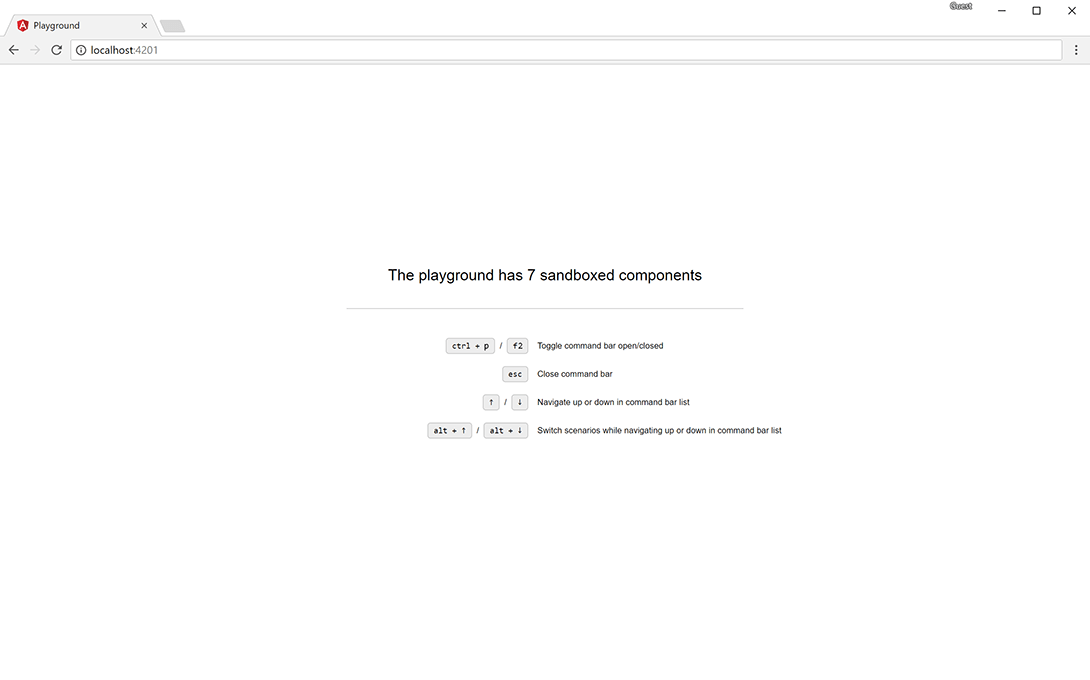 Guest
Playground
localhost:4201
The playground has 7 sandboxed components
ctrl + p / f2 Toggle command bar open/closed
esc Close command bar
↑ / ↓ Navigate up or down in command bar list
alt + ↑ / alt + ↓ Switch scenarios while navigating up or down in command bar list